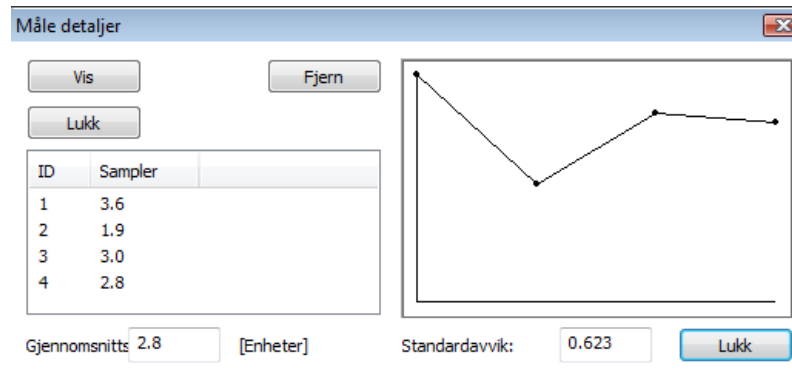 Måle detaljer
Vis Fjern
Lukk
ID Sampler
1 3.6
2 1.9
3 3.0
4 2.8
Gjennomsnitts 2.8 [Enheter] Standardavvik: 0.623 Lukk